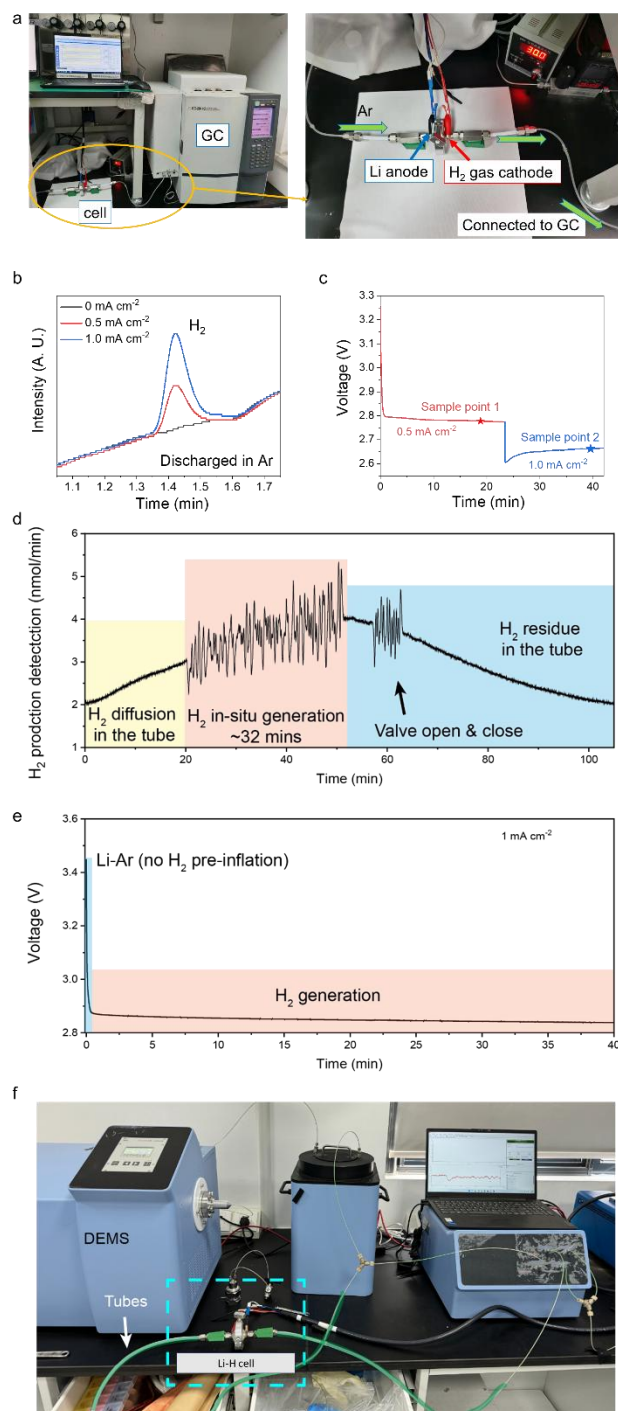 a
GC
cell
Ar
30.0
Li anode
H₂ gas cathode
Connected to GC
b
0 mA cm⁻²
0.5 mA cm⁻²
1.0 mA cm⁻²
H₂
Discharged in Ar
Intensity (A. U.)
1.1 1.2 1.3 1.4 1.5 1.6 1.7
Time (min)
c
3.3
3.2
3.1
3.0
2.9
2.8
2.7
2.6
Voltage (V)
Sample point 1
0.5 mA cm⁻²
Sample point 2
1.0 mA cm⁻²
0 10 20 30 40
Time (min)
d
6
5
4
3
2
1
H₂ prodction detectction (nmol/min)
H₂ diffusion
in the tube
H₂ in-situ generation
~32 mins
H₂ residue
in the tube
Valve open & close
0 20 40 60 80 100
Time (min)
e
3.6
3.4
3.2
3.0
2.8
Voltage (V)
1 mA cm⁻²
Li-Ar (no H₂ pre-inflation)
H₂ generation
0 5 10 15 20 25 30 35 40
Time (min)
f
DEMS
Tubes
Li-H cell